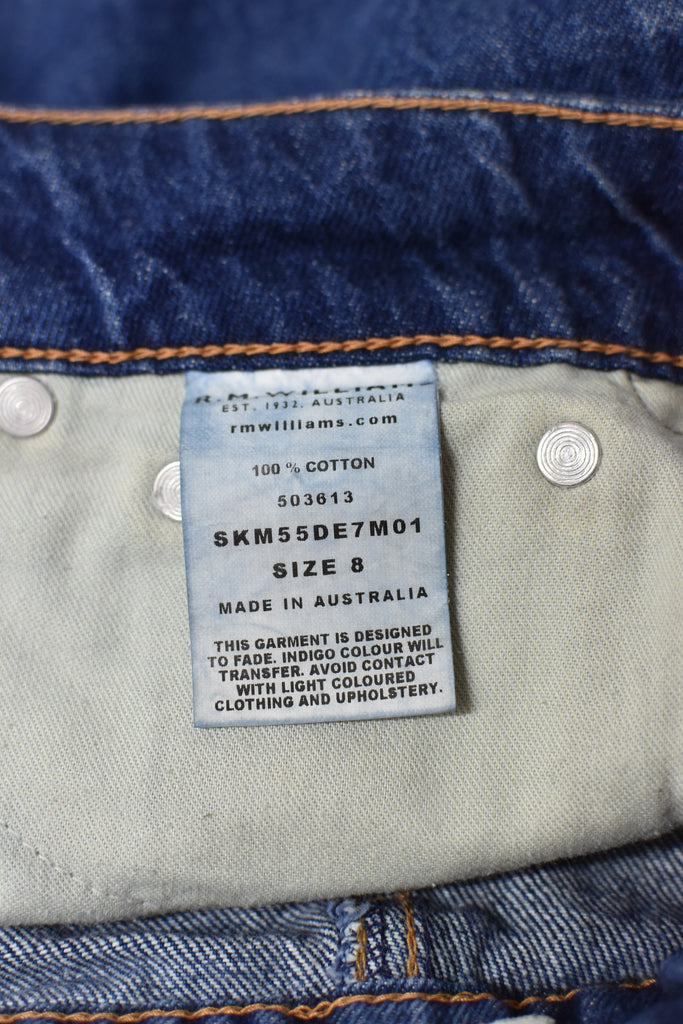 R.M.WILLIAMS
EST. 1932. AUSTRALIA
rmwilliams.com
100 % COTTON
503613
SKM55DE7M01
SIZE 8
MADE IN AUSTRALIA
THIS GARMENT IS DESIGNED
TO FADE. INDIGO COLOUR WILL
TRANSFER. AVOID CONTACT
WITH LIGHT COLOURED
CLOTHING AND UPHOLSTERY.